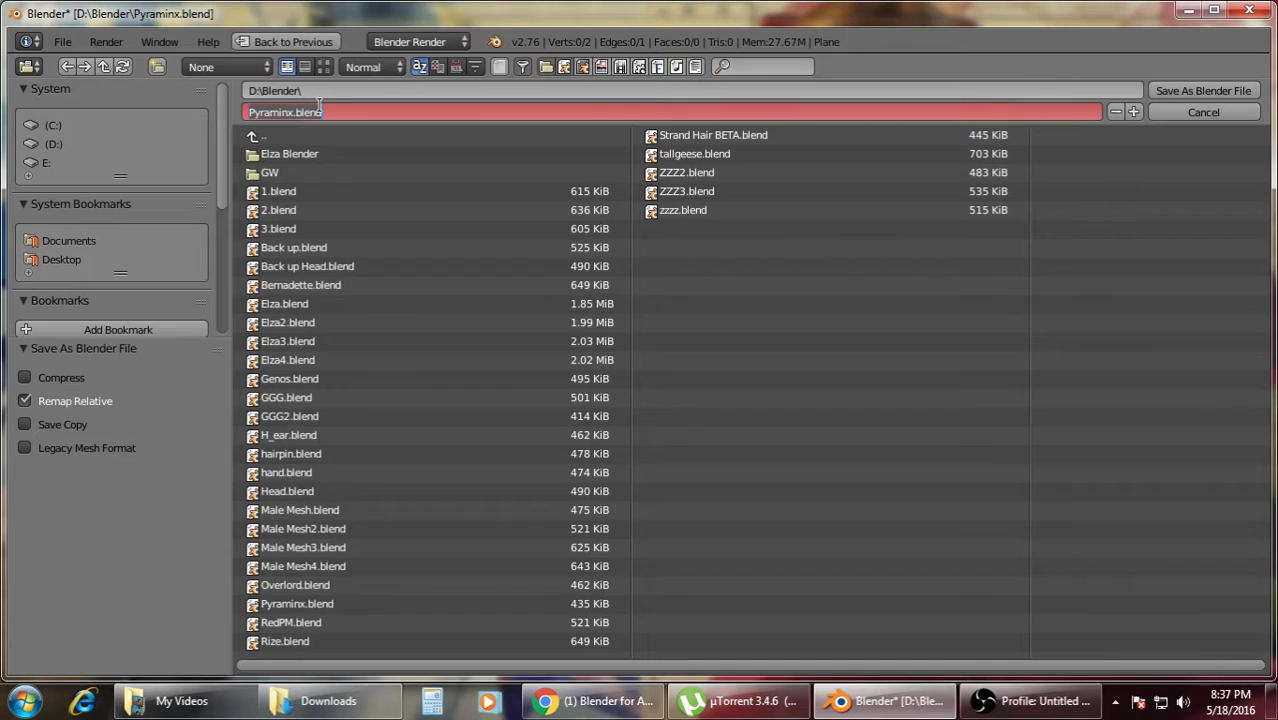 Blender* [D:\Blender\Pyraminx.blend]
File Render Window Help Back to Previous Blender Render v2.76 | Verts:0/2 | Edges:0/1 | Faces:0/0 | Tris:0 | Mem:27.67M | Plane
None Normal
System
D:\Blender\ Save As Blender File
Pyraminx.blend Cancel
(C:)
(D:)
E:
System Bookmarks
Documents
Desktop
Bookmarks
Add Bookmark
Save As Blender File
Compress
Remap Relative
Save Copy
Legacy Mesh Format
..
Elza Blender
GW
1.blend 615 KiB
2.blend 636 KiB
3.blend 605 KiB
Back up.blend 525 KiB
Back up Head.blend 490 KiB
Bernadette.blend 649 KiB
Elza.blend 1.85 MiB
Elza2.blend 1.99 MiB
Elza3.blend 2.03 MiB
Elza4.blend 2.02 MiB
Genos.blend 495 KiB
GGG.blend 501 KiB
GGG2.blend 414 KiB
H_ear.blend 462 KiB
hairpin.blend 478 KiB
hand.blend 474 KiB
Head.blend 490 KiB
Male Mesh.blend 475 KiB
Male Mesh2.blend 521 KiB
Male Mesh3.blend 625 KiB
Male Mesh4.blend 643 KiB
Overlord.blend 462 KiB
Pyraminx.blend 435 KiB
RedPM.blend 521 KiB
Rize.blend 649 KiB
Strand Hair BETA.blend 445 KiB
tallgeese.blend 703 KiB
ZZZ2.blend 483 KiB
ZZZ3.blend 535 KiB
zzzz.blend 515 KiB
My Videos Downloads (1) Blender for A... µTorrent 3.4.6 (... Blender* [D:\Ble... Profile: Untitled ... 8:37 PM
5/18/2016